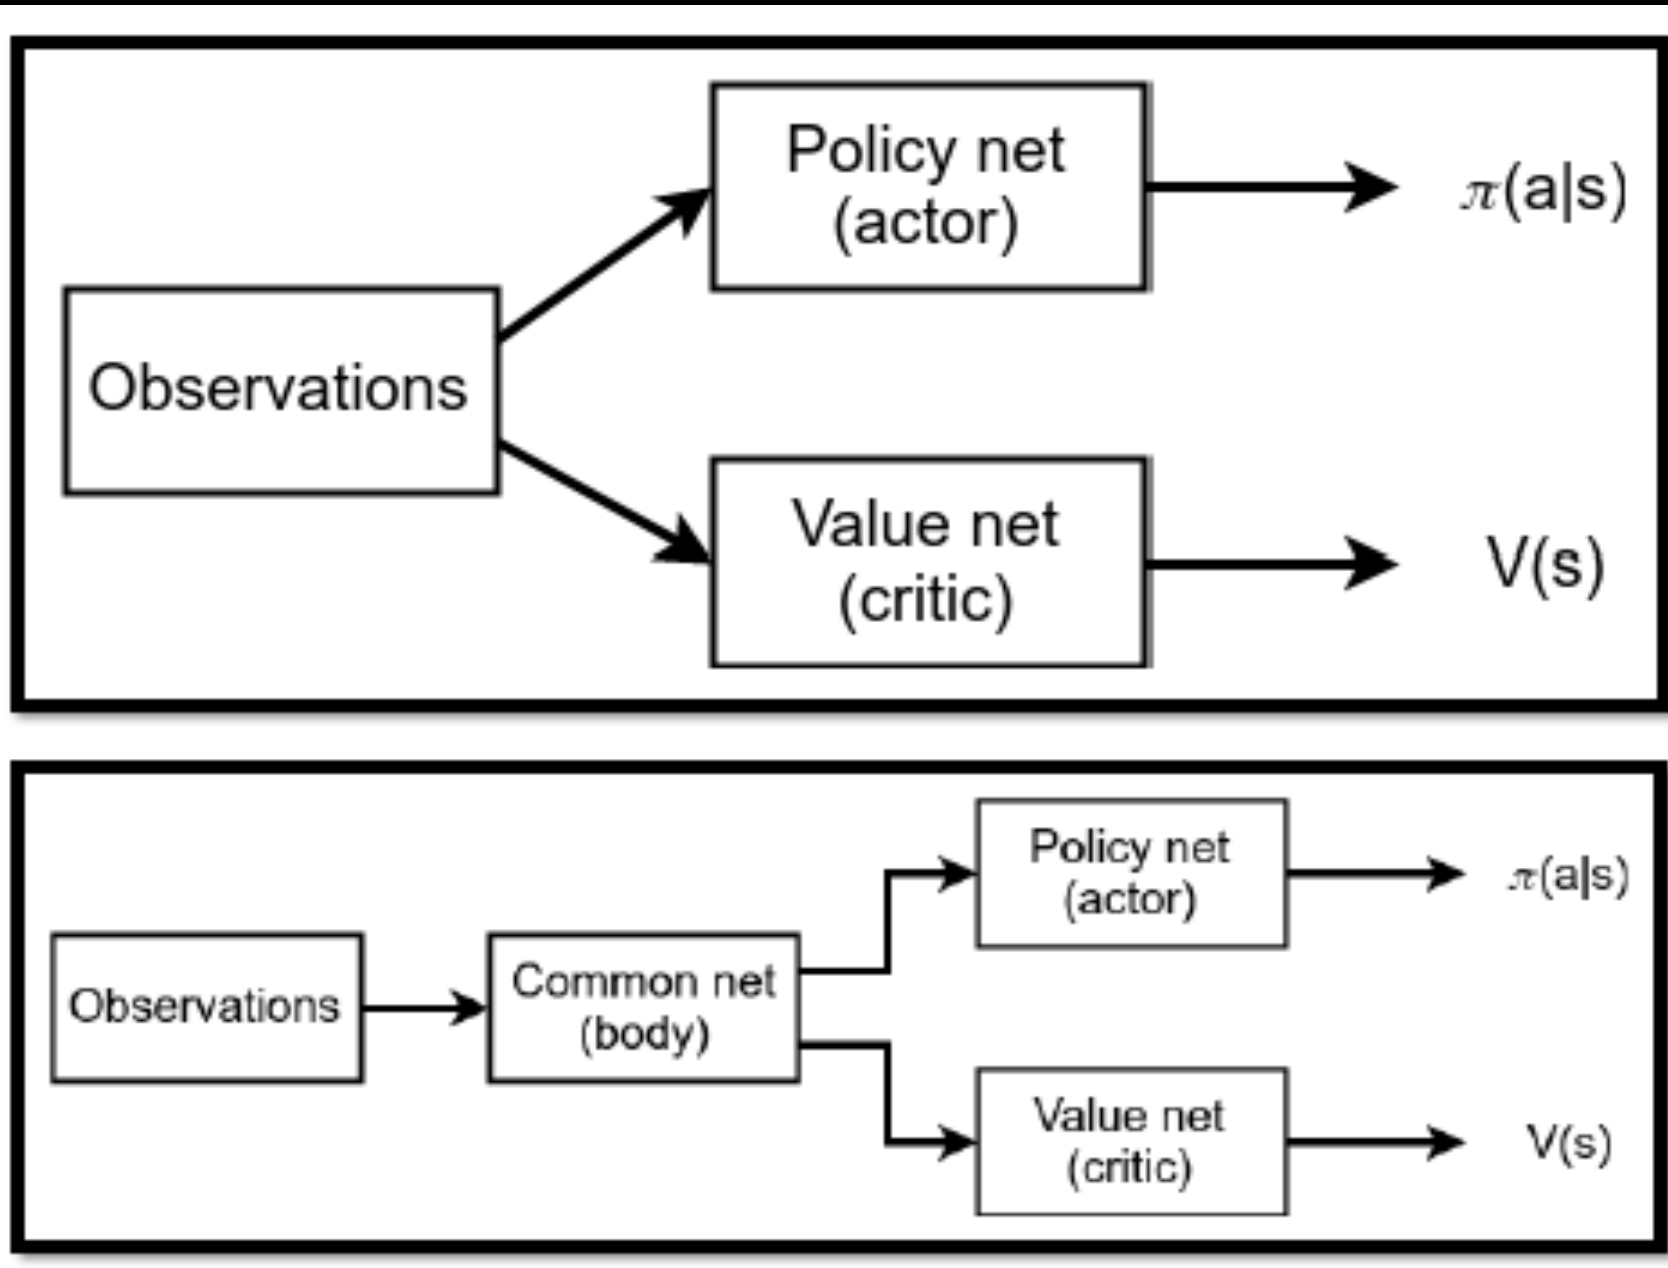 Policy net
(actor)
π(a|s)
Observations
Value net
(critic)
V(s)
Policy net
(actor)
π(a|s)
Observations
Common net
(body)
Value net
(critic)
V(s)